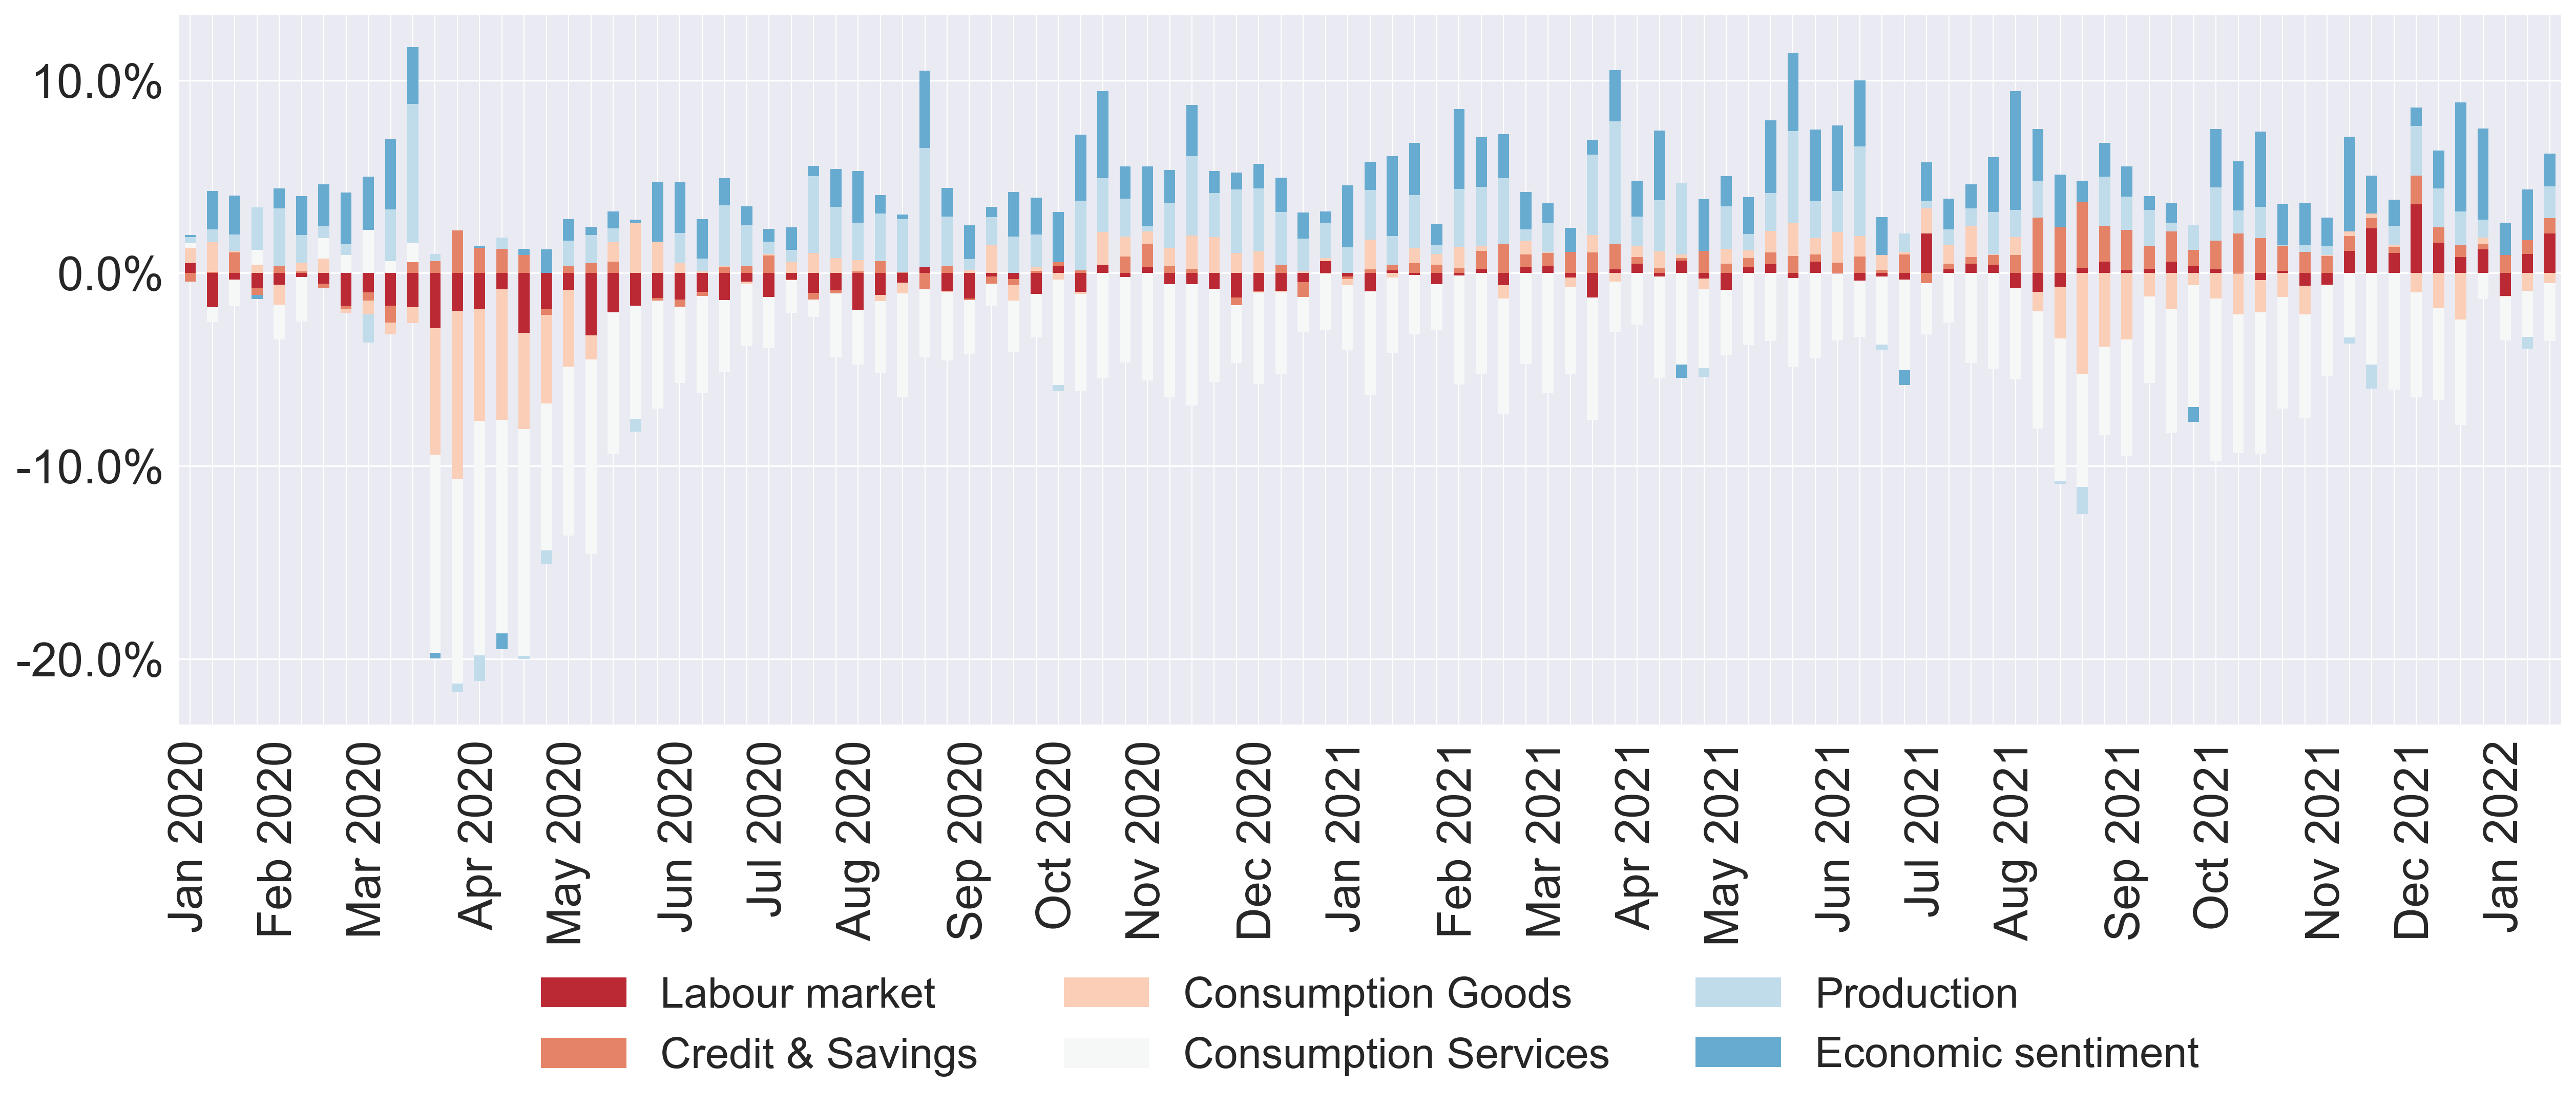 10.0%
0.0%
-10.0%
-20.0%
Jan 2020
Feb 2020
Mar 2020
Apr 2020
May 2020
Jun 2020
Jul 2020
Aug 2020
Sep 2020
Oct 2020
Nov 2020
Dec 2020
Jan 2021
Feb 2021
Mar 2021
Apr 2021
May 2021
Jun 2021
Jul 2021
Aug 2021
Sep 2021
Oct 2021
Nov 2021
Dec 2021
Jan 2022
Labour market
Consumption Goods
Production
Credit & Savings
Consumption Services
Economic sentiment